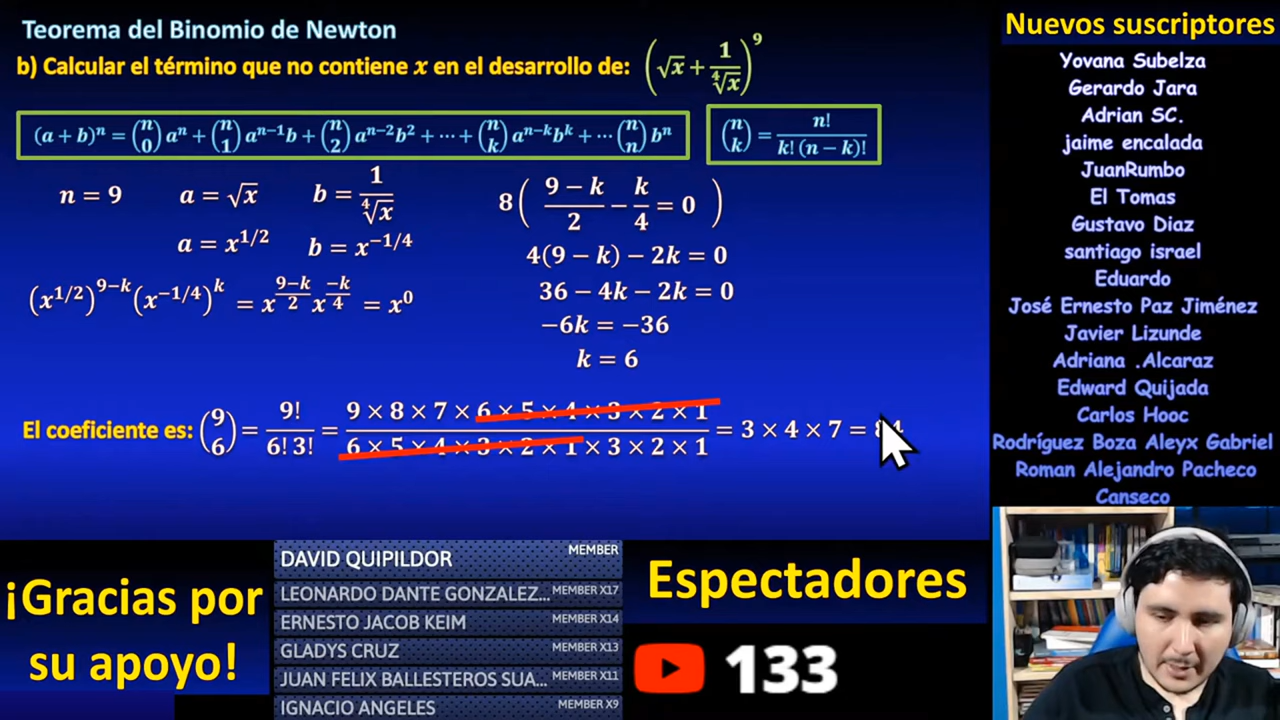 Teorema del Binomio de Newton
b) Calcular el término que no contiene x en el desarrollo de: (√x + 1/∜x)^9
(a + b)^n = (n 0) a^n + (n 1) a^(n−1) b + (n 2) a^(n−2) b^2 + ⋯ + (n k) a^(n−k) b^k + ⋯ (n n) b^n
(n k) = n! / k! (n − k)!
n = 9 a = √x b = 1/∜x
a = x^(1/2) b = x^(−1/4)
(x^(1/2))^(9−k) (x^(−1/4))^k = x^((9−k)/2) x^(−k/4) = x^0
8( (9 − k)/2 − k/4 = 0 )
4(9 − k) − 2k = 0
36 − 4k − 2k = 0
−6k = −36
k = 6
El coeficiente es: (9 6) = 9! / 6! 3! = 9 × 8 × 7 × 6 × 5 × 4 × 3 × 2 × 1 / 6 × 5 × 4 × 3 × 2 × 1 × 3 × 2 × 1 = 3 × 4 × 7 = 84
Nuevos suscriptores
Yovana Subelza
Gerardo Jara
Adrian SC.
jaime encalada
JuanRumbo
El Tomas
Gustavo Diaz
santiago israel
Eduardo
José Ernesto Paz Jiménez
Javier Lizunde
Adriana .Alcaraz
Edward Quijada
Carlos Hooc
Rodríguez Boza Aleyx Gabriel
Roman Alejandro Pacheco
Canseco
¡Gracias por
su apoyo!
DAVID QUIPILDOR MEMBER
LEONARDO DANTE GONZALEZ... MEMBER X17
ERNESTO JACOB KEIM MEMBER X14
GLADYS CRUZ MEMBER X13
JUAN FELIX BALLESTEROS SUA... MEMBER X11
IGNACIO ANGELES MEMBER X9
Espectadores
133